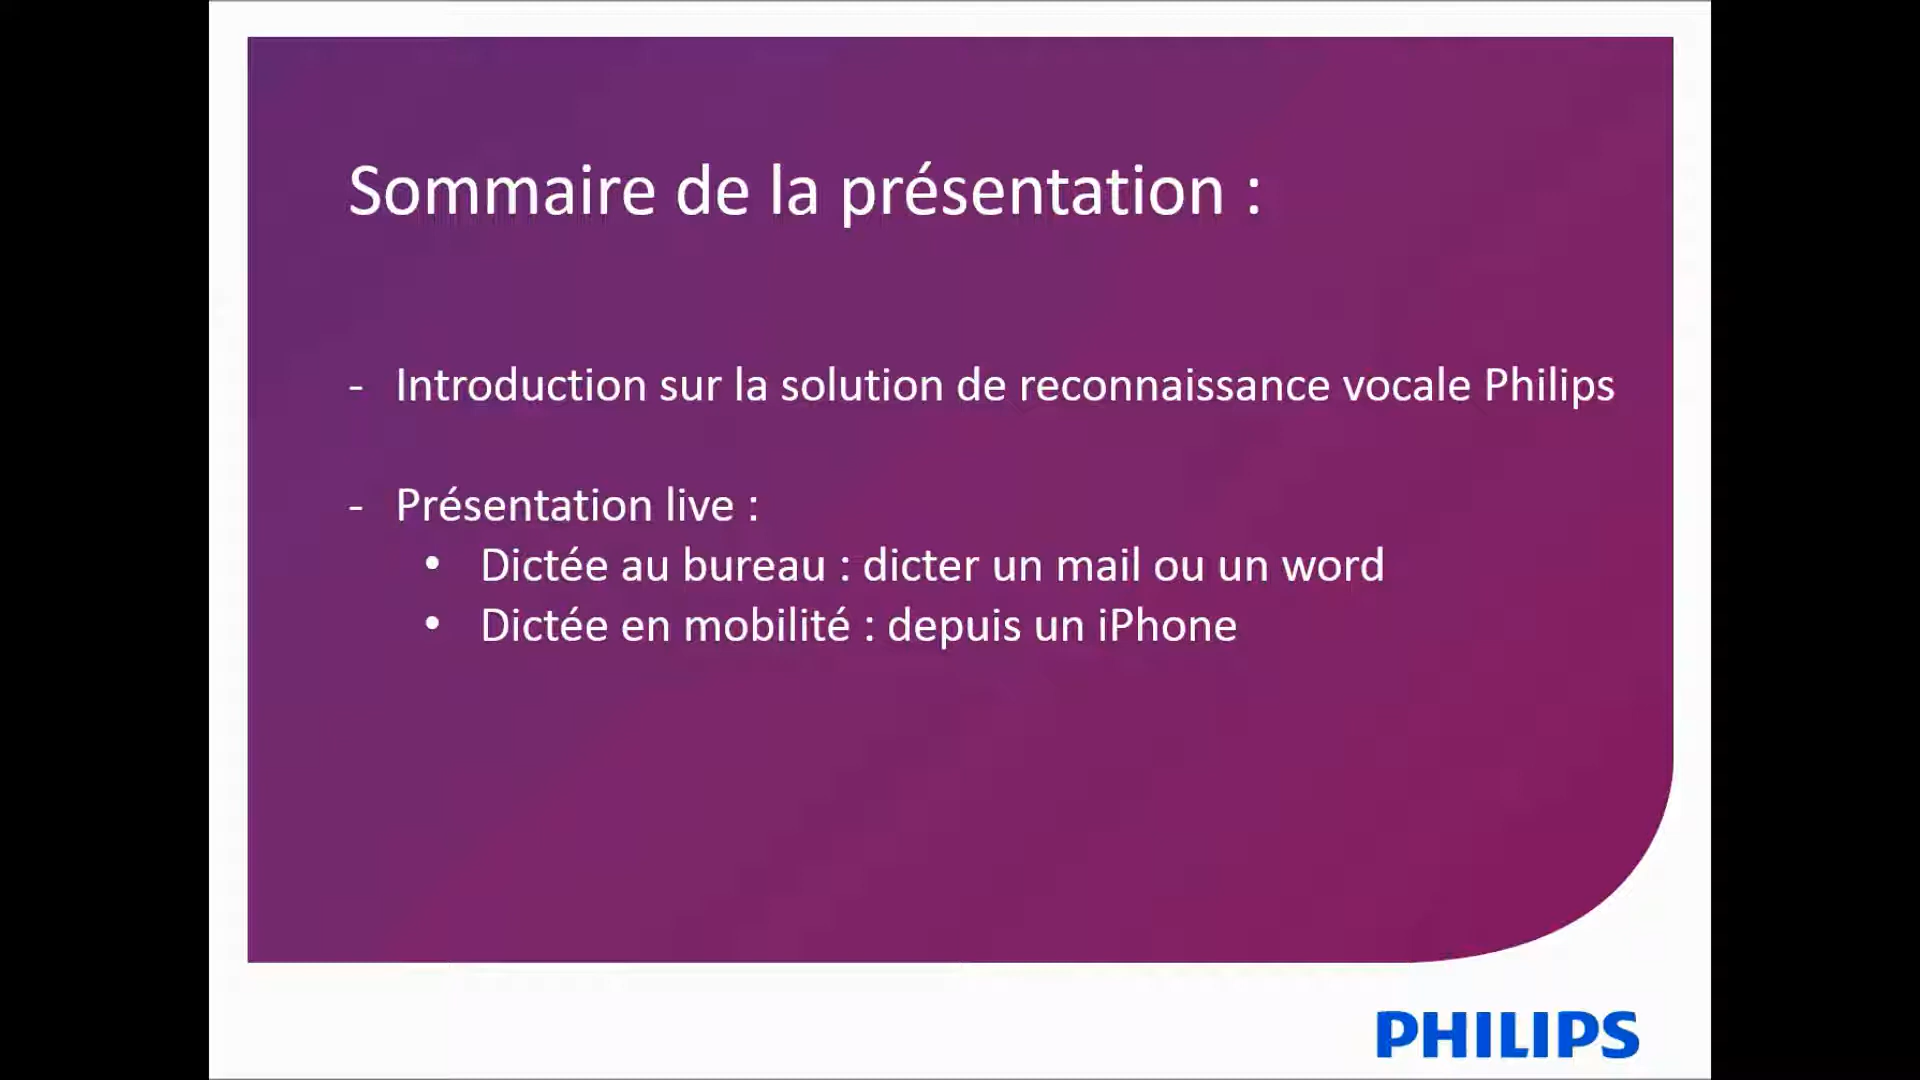 Sommaire de la présentation :
- Introduction sur la solution de reconnaissance vocale Philips
- Présentation live :
• Dictée au bureau : dicter un mail ou un word
• Dictée en mobilité : depuis un iPhone
PHILIPS